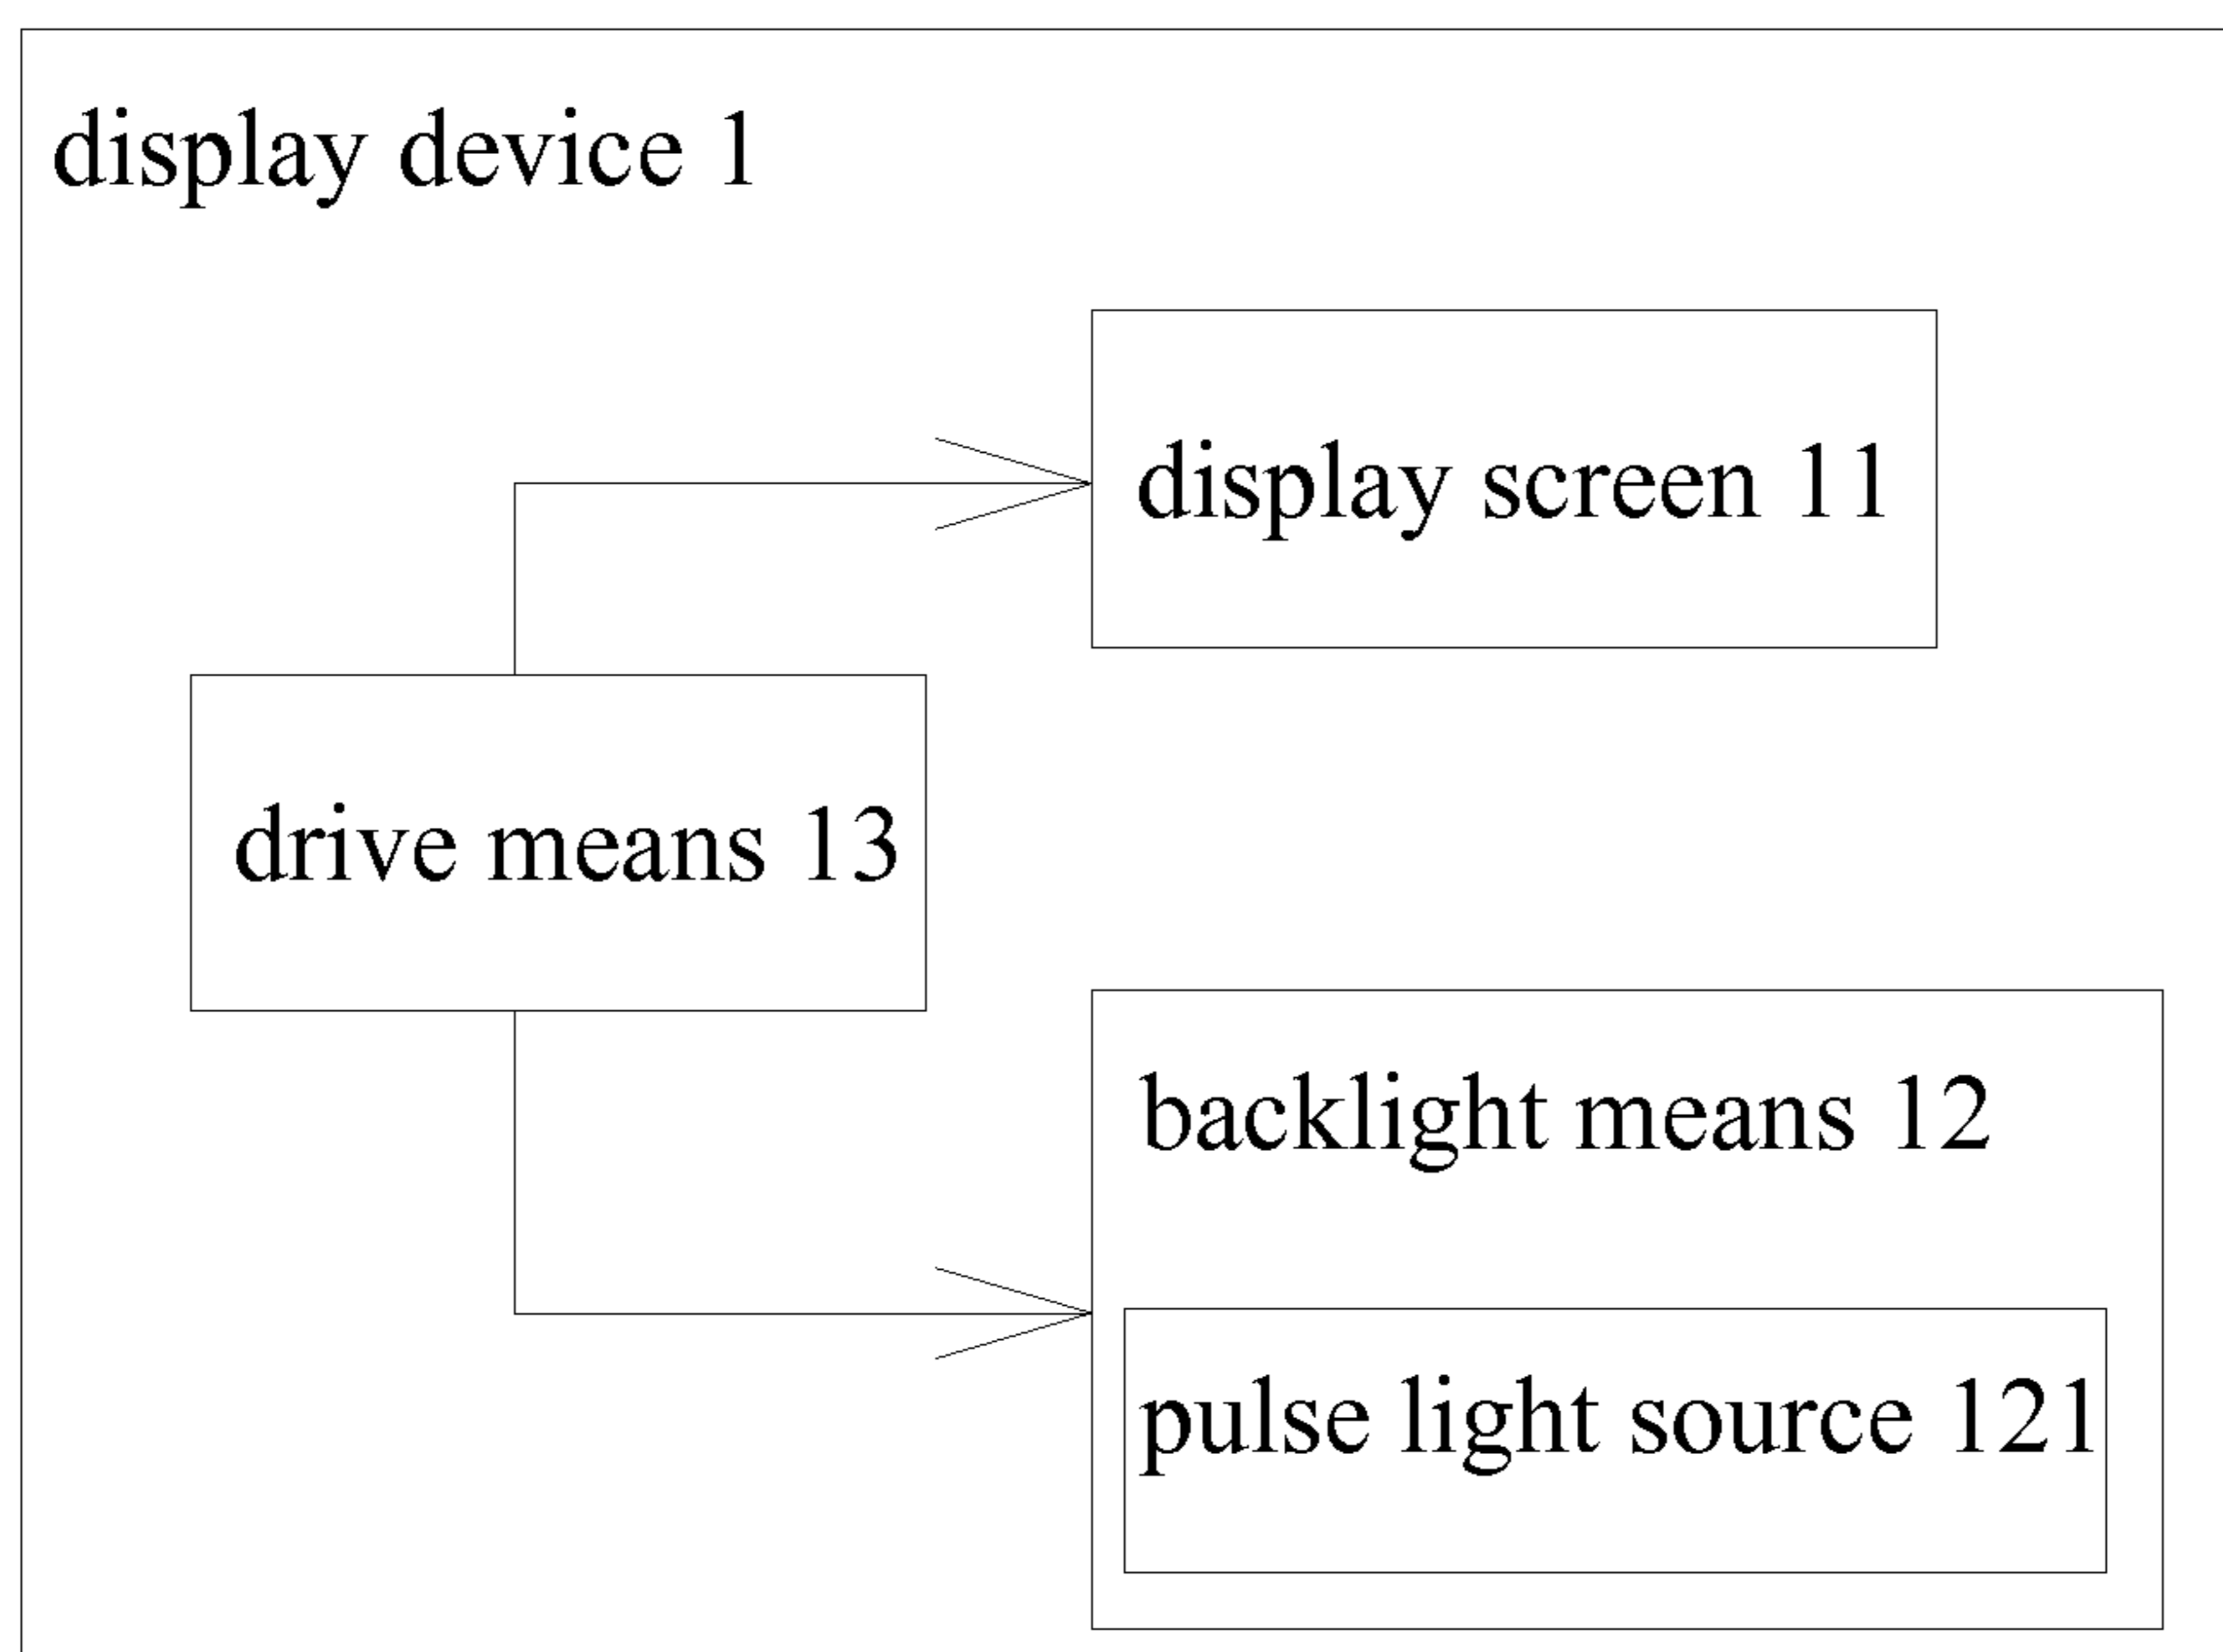 display device 1
display screen 11
drive means 13
backlight means 12
pulse light source 121